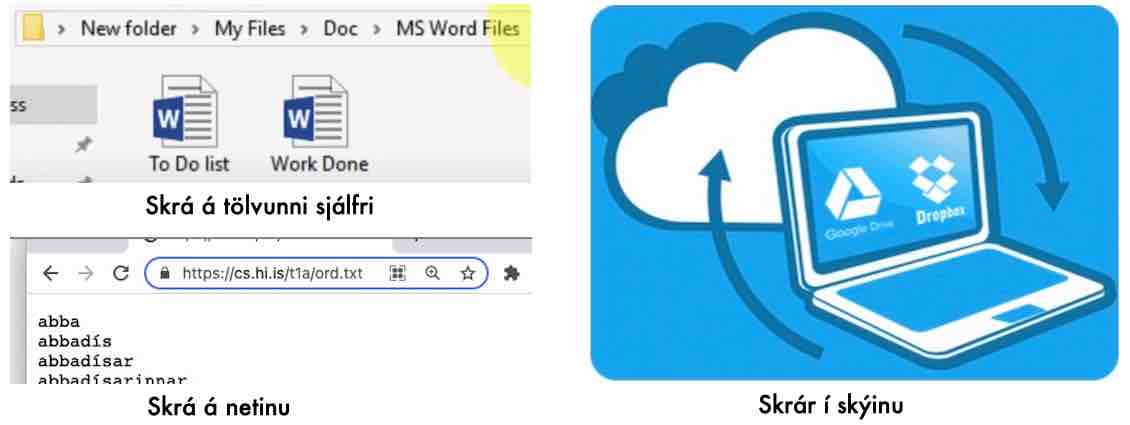 New folder > My Files > Doc > MS Word Files
ss
To Do list Work Done
Skrá á tölvunni sjálfri
https://cs.hi.is/t1a/ord.txt
abba
abbadís
abbadísar
abbadísarinnar
Skrá á netinu
Google Drive Dropbox
Skrár í skýinu